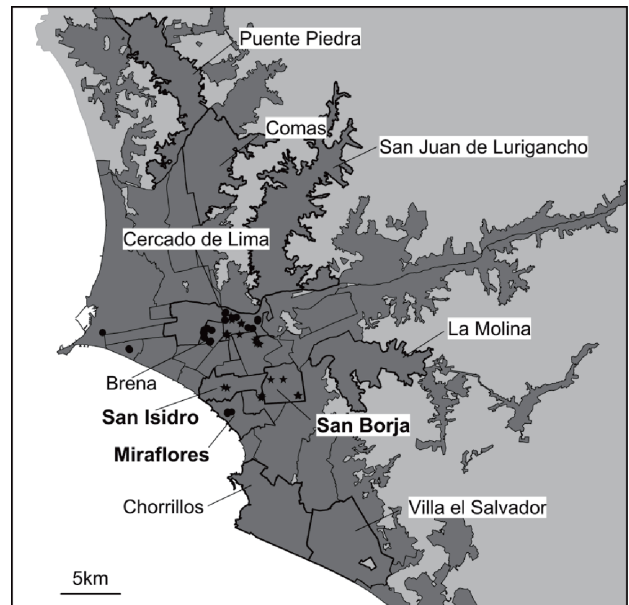 Puente Piedra
Comas
San Juan de Lurigancho
Cercado de Lima
La Molina
Brena
San Isidro
San Borja
Miraflores
Chorrillos
Villa el Salvador
5km